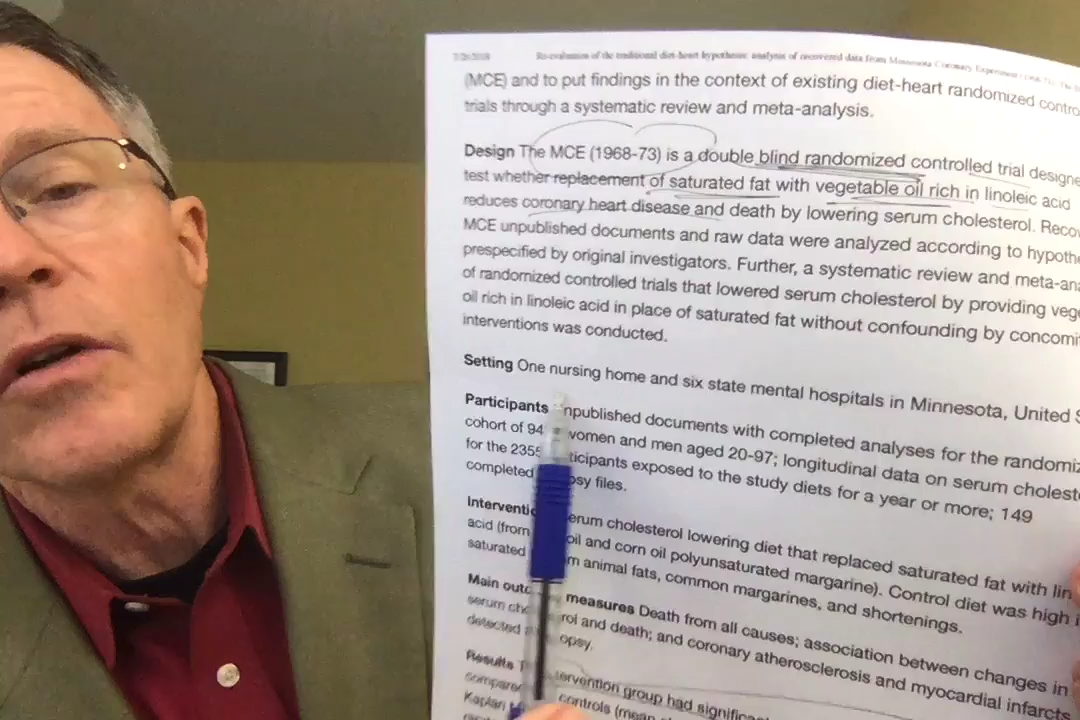 Re-evaluation of the traditional diet-heart hypothesis: analysis of recovered data from Minnesota Coronary Experiment
(MCE) and to put findings in the context of existing diet-heart randomized contro
trials through a systematic review and meta-analysis.
Design The MCE (1968-73) is a double blind randomized controlled trial designe
test whether replacement of saturated fat with vegetable oil rich in linoleic acid
reduces coronary heart disease and death by lowering serum cholesterol. Reco
MCE unpublished documents and raw data were analyzed according to hypothe
prespecified by original investigators. Further, a systematic review and meta-ana
of randomized controlled trials that lowered serum cholesterol by providing vege
oil rich in linoleic acid in place of saturated fat without confounding by concomi
interventions was conducted.
Setting One nursing home and six state mental hospitals in Minnesota, United S
Participants npublished documents with completed analyses for the randomiz
cohort of 94 women and men aged 20-97; longitudinal data on serum cholest
for the 2355 ticipants exposed to the study diets for a year or more; 149
completed psy files.
Interventio erum cholesterol lowering diet that replaced saturated fat with lin
acid (from oil and corn oil polyunsaturated margarine). Control diet was high i
saturated m animal fats, common margarines, and shortenings.
Main outc measures Death from all causes; association between changes in
serum cho rol and death; and coronary atherosclerosis and myocardial infarcts
detected a opsy.
Results T ervention group had significa
compare controls (mean
Kaplan